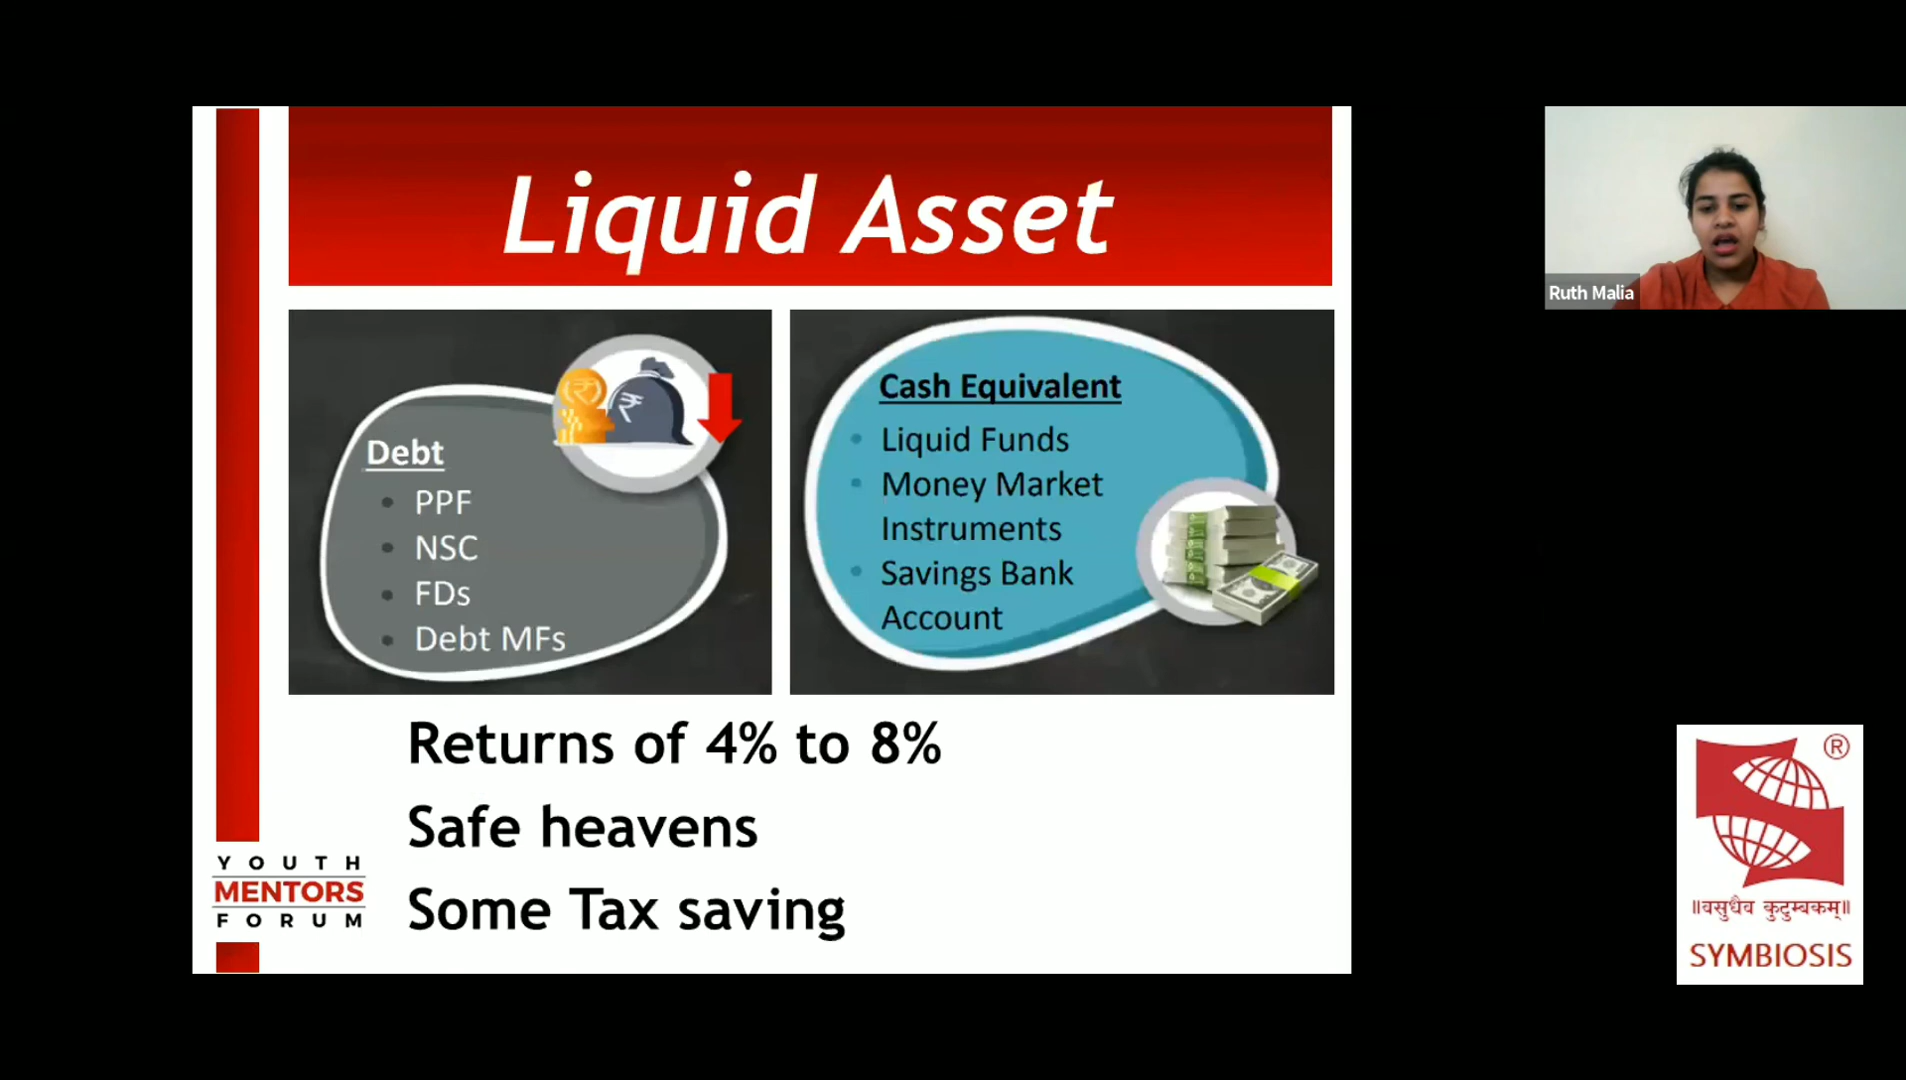 Liquid Asset
Debt
PPF
NSC
FDs
Debt MFs
Cash Equivalent
Liquid Funds
Money Market
Instruments
Savings Bank
Account
Returns of 4% to 8%
Safe heavens
Some Tax saving
YOUTH
MENTORS
FORUM
Ruth Malia
®
॥वसुधैव कुटुम्बकम्॥
SYMBIOSIS